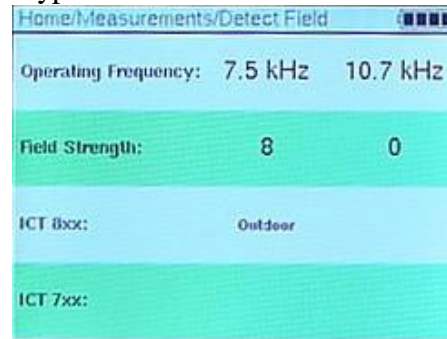 Home/Measurements/Detect Field
Operating Frequency: 7.5 kHz 10.7 kHz
Field Strength: 8 0
ICT 8xx: Outdoor
ICT 7xx: